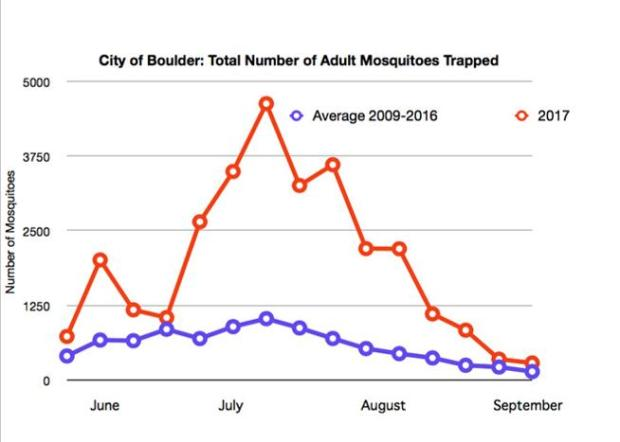 City of Boulder: Total Number of Adult Mosquitoes Trapped
5000
Average 2009-2016
2017
3750
Number of Mosquitoes
2500
1250
0
June
July
August
September